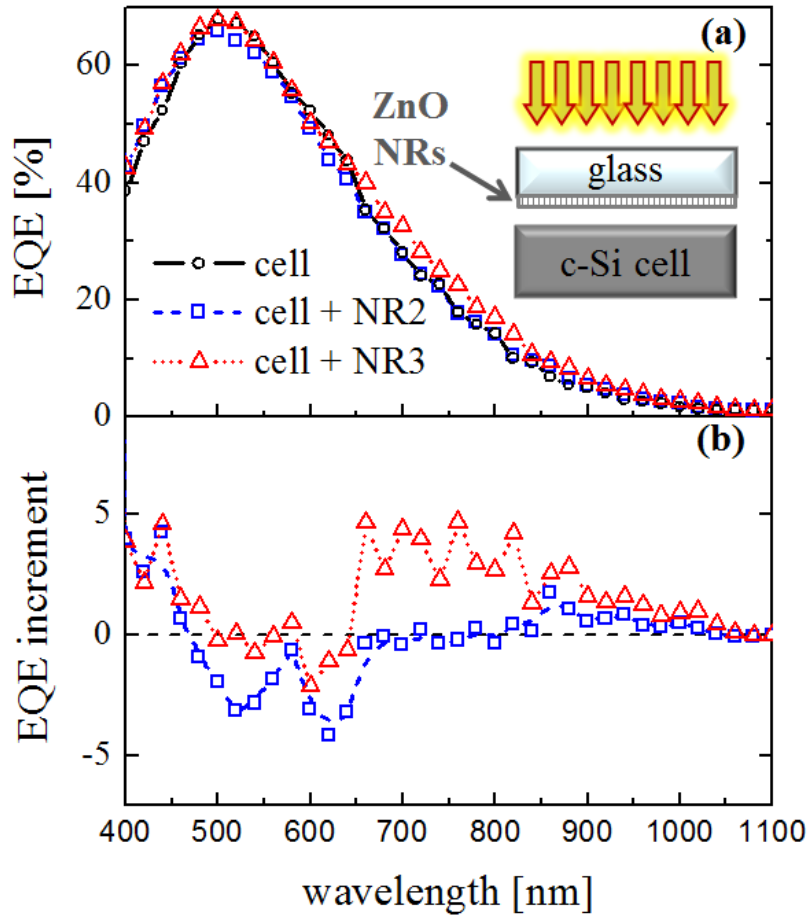 (a)
EQE [%]
60
40
20
0
ZnO
NRs
glass
c-Si cell
cell
cell + NR2
cell + NR3
(b)
EQE increment
5
0
-5
400 500 600 700 800 900 1000 1100
wavelength [nm]